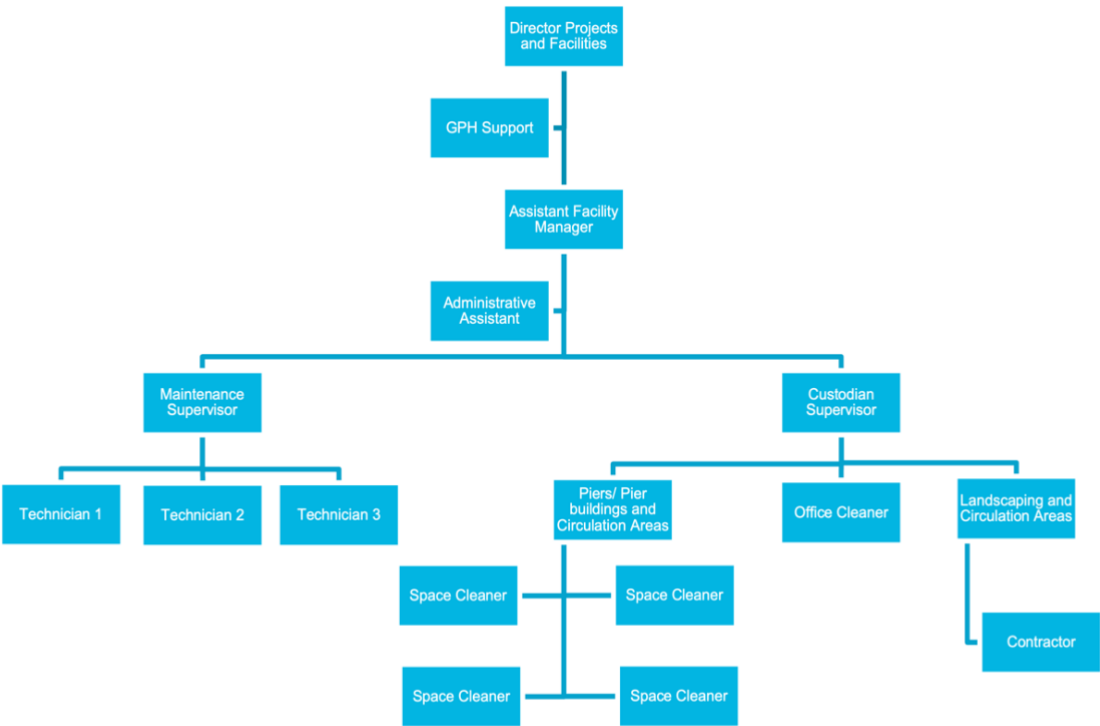 Director Projects
and Facilities
GPH Support
Assistant Facility
Manager
Administrative
Assistant
Maintenance
Supervisor
Custodian
Supervisor
Technician 1
Technician 2
Technician 3
Piers/ Pier
buildings and
Circulation Areas
Office Cleaner
Landscaping and
Circulation Areas
Space Cleaner
Space Cleaner
Contractor
Space Cleaner
Space Cleaner